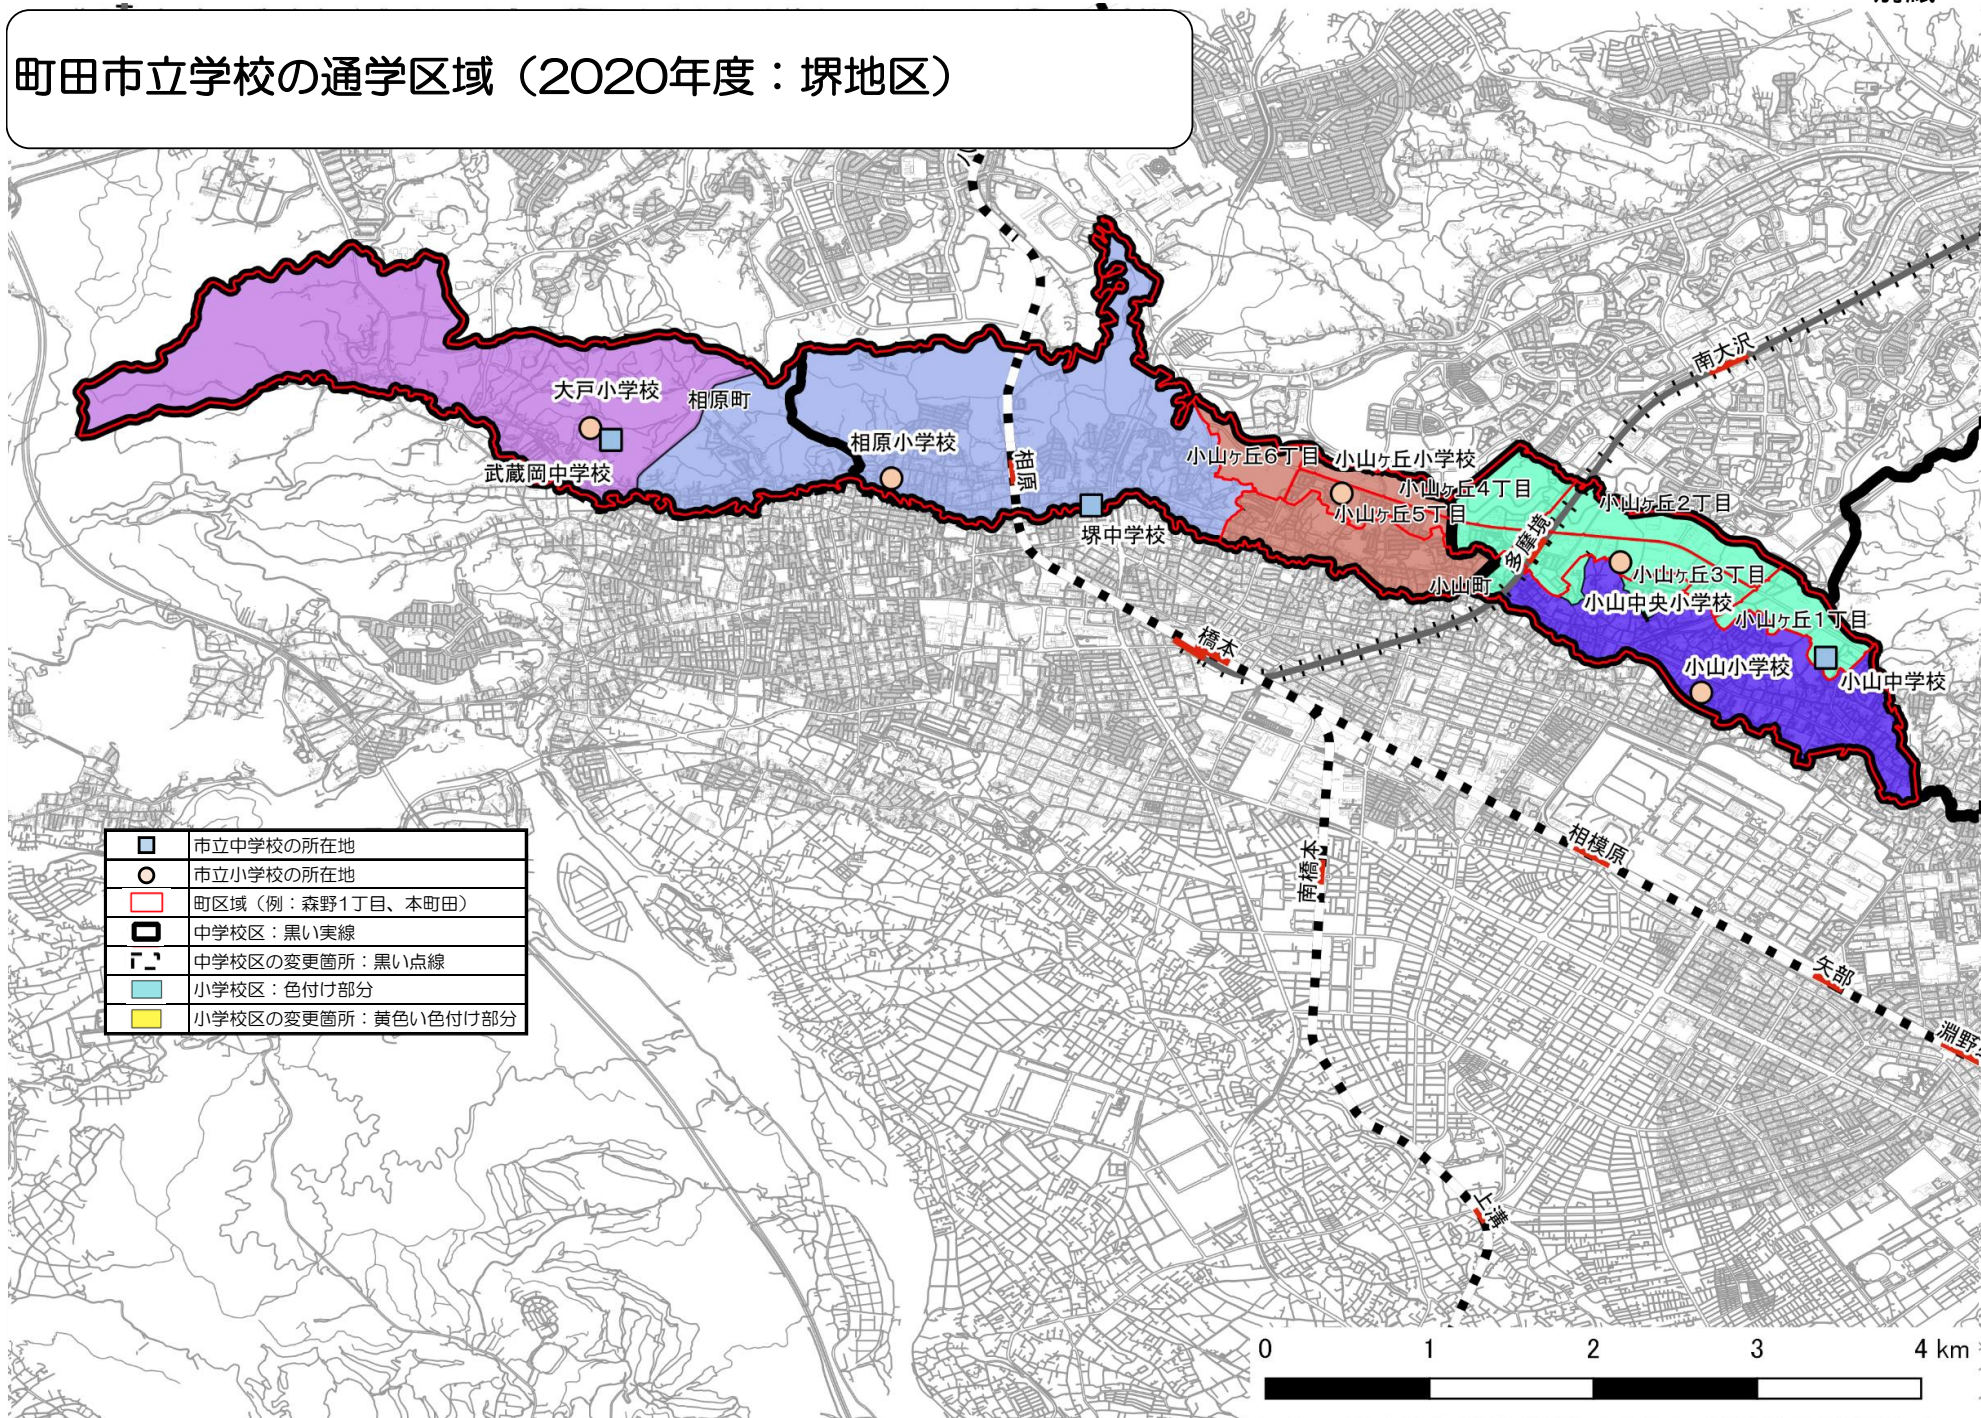 町田市立学校の通学区域（2020年度：堺地区）
南大沢
大戸小学校
相原町
武蔵岡中学校
相原小学校
相原
堺中学校
小山ヶ丘6丁目
小山ヶ丘小学校
小山ヶ丘4丁目
小山ヶ丘5丁目
小山ヶ丘2丁目
多摩境
小山町
小山ヶ丘3丁目
小山中央小学校
小山ヶ丘1丁目
橋本
小山小学校
小山中学校
市立中学校の所在地
市立小学校の所在地
町区域（例：森野1丁目、本町田）
中学校区：黒い実線
中学校区の変更箇所：黒い点線
小学校区：色付け部分
小学校区の変更箇所：黄色い色付け部分
相模原
南橋本
矢部
淵野
上溝
0 1 2 3 4 km